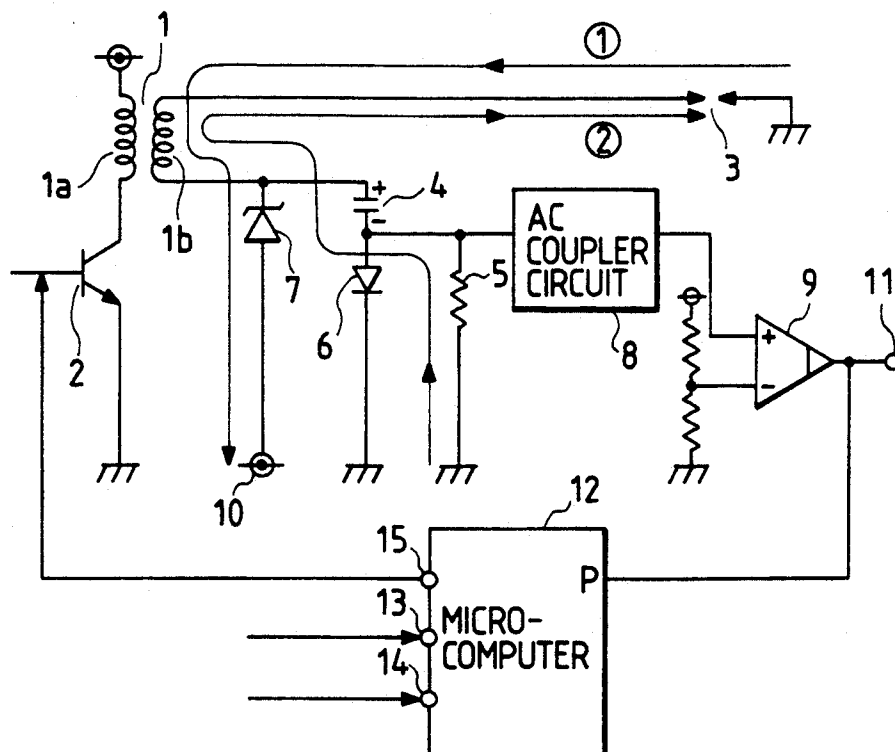 1
①
②
3
1a
1b
+
-
4
AC
COUPLER
CIRCUIT
5
6
7
8
9
11
+
-
2
10
12
15
P
13
MICRO-
COMPUTER
14